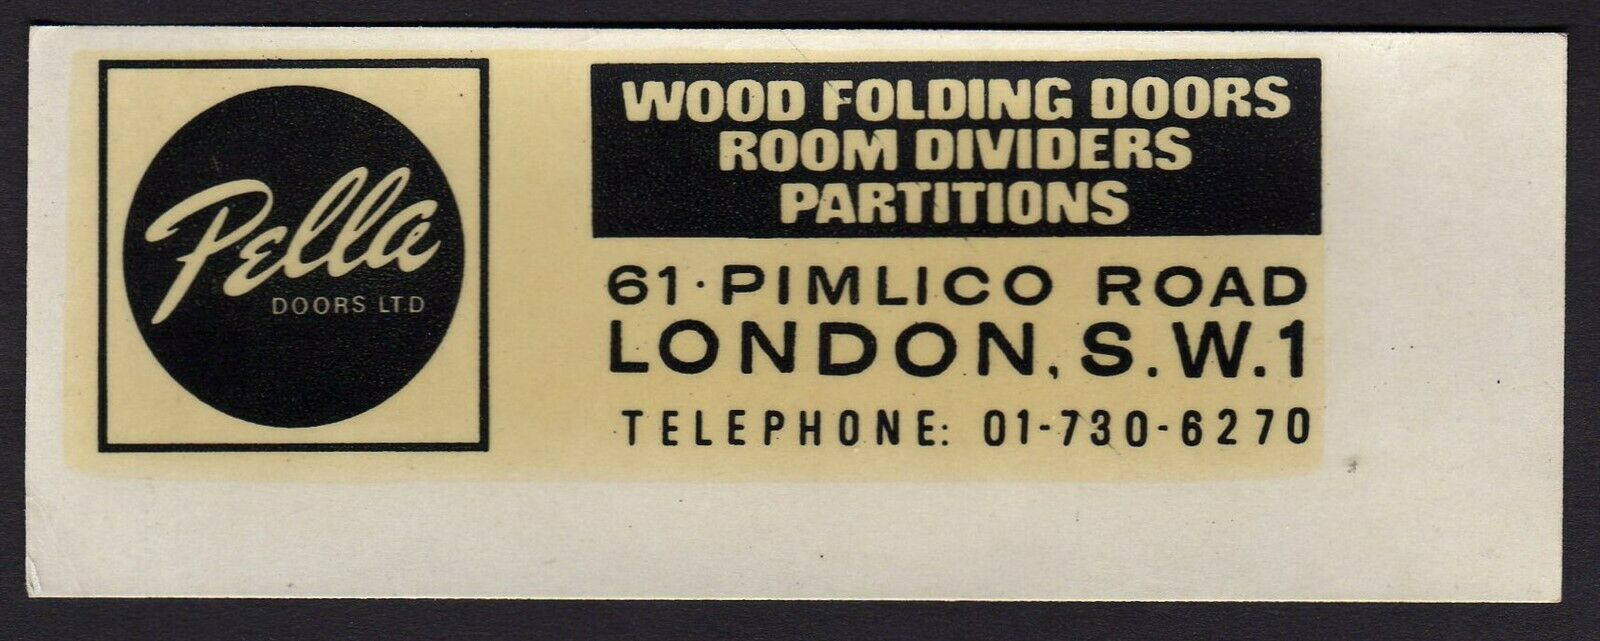 Pella
DOORS LTD
WOOD FOLDING DOORS
ROOM DIVIDERS
PARTITIONS
61·PIMLICO ROAD
LONDON, S.W.1
TELEPHONE: 01-730-6270